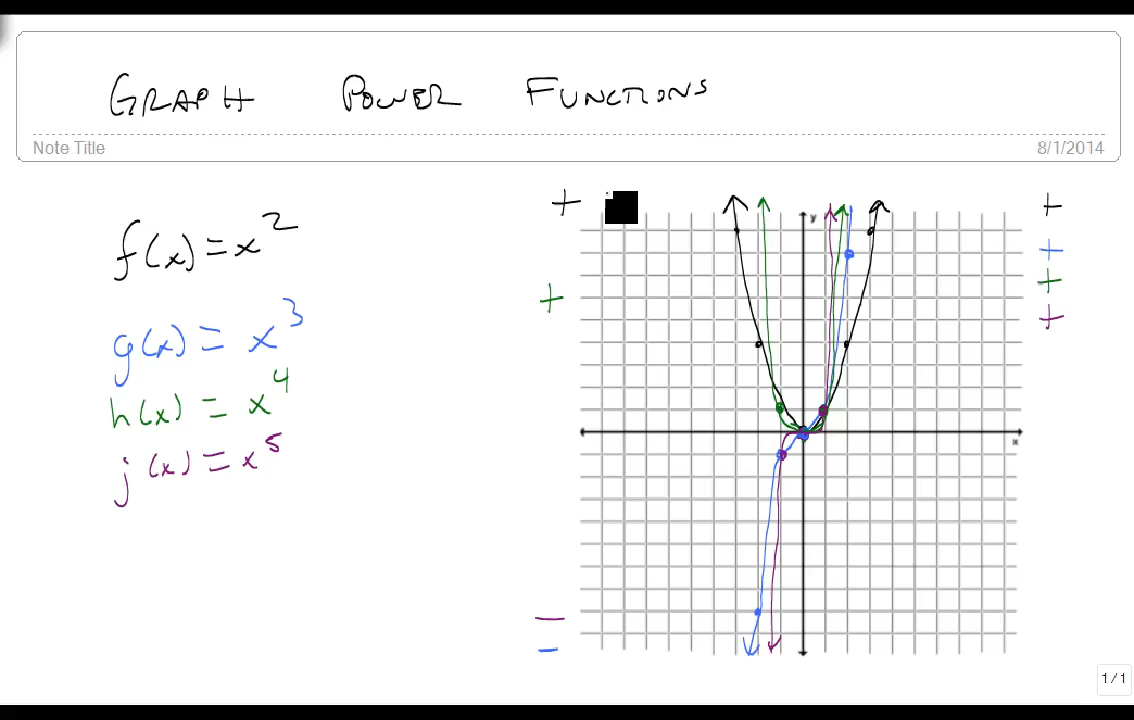 GRAPH POWER FUNCTIONS
Note Title
8/1/2014
f(x)=x²
g(x)=x³
h(x)=x⁴
j(x)=x⁵
+
+
+
+
+
+
y
x
−
−
1/1